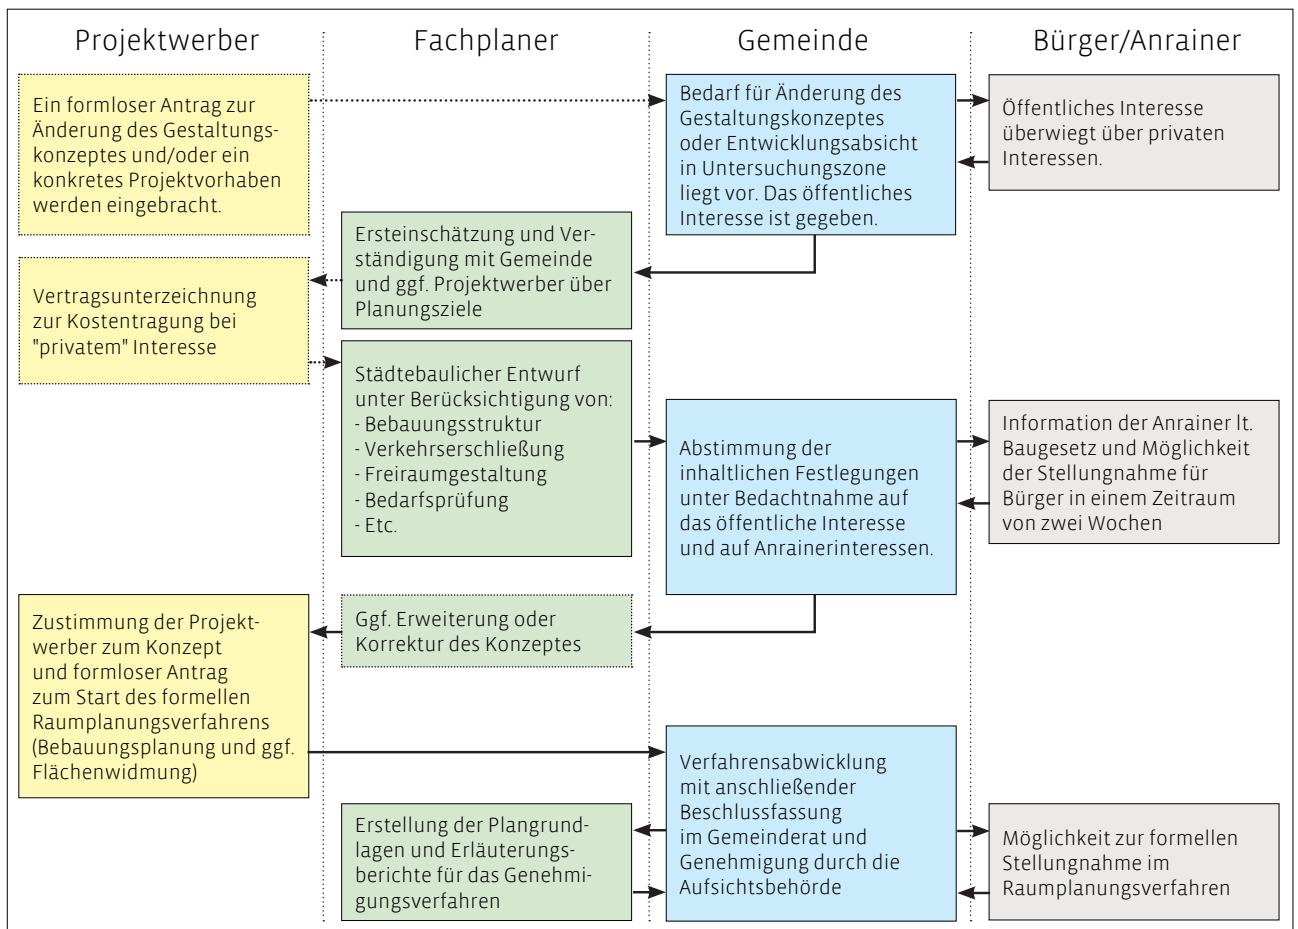 Projektwerber
Fachplaner
Gemeinde
Bürger/Anrainer
Ein formloser Antrag zur
Änderung des Gestaltungs-
konzeptes und/oder ein
konkretes Projektvorhaben
werden eingebracht.
Bedarf für Änderung des
Gestaltungskonzeptes
oder Entwicklungsabsicht
in Untersuchungszone
liegt vor. Das öffentliches
Interesse ist gegeben.
Öffentliches Interesse
überwiegt über privaten
Interessen.
Ersteinschätzung und Ver-
ständigung mit Gemeinde
und ggf. Projektwerber über
Planungsziele
Vertragsunterzeichnung
zur Kostentragung bei
"privatem" Interesse
Städtebaulicher Entwurf
unter Berücksichtigung von:
- Bebauungsstruktur
- Verkehrserschließung
- Freiraumgestaltung
- Bedarfsprüfung
- Etc.
Abstimmung der
inhaltlichen Festlegungen
unter Bedachtnahme auf
das öffentliche Interesse
und auf Anrainerinteressen.
Information der Anrainer lt.
Baugesetz und Möglichkeit
der Stellungnahme für
Bürger in einem Zeitraum
von zwei Wochen
Ggf. Erweiterung oder
Korrektur des Konzeptes
Zustimmung der Projekt-
werber zum Konzept
und formloser Antrag
zum Start des formellen
Raumplanungsverfahrens
(Bebauungsplanung und ggf.
Flächenwidmung)
Verfahrensabwicklung
mit anschließender
Beschlussfassung
im Gemeinderat und
Genehmigung durch die
Aufsichtsbehörde
Erstellung der Plangrund-
lagen und Erläuterungs-
berichte für das Genehmi-
gungsverfahren
Möglichkeit zur formellen
Stellungnahme im
Raumplanungsverfahren